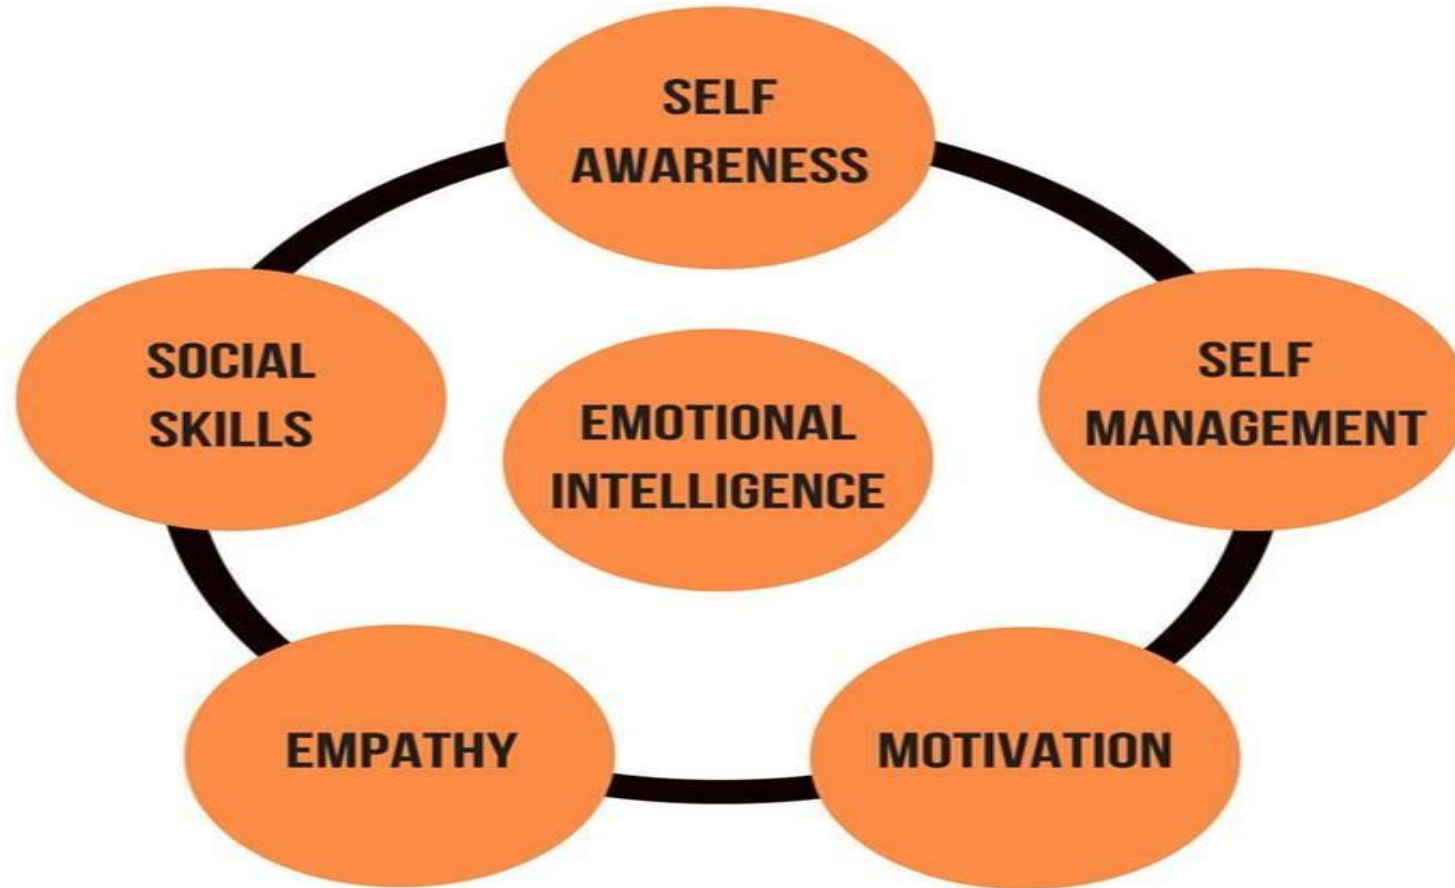 SELF
AWARENESS
SOCIAL
SKILLS
SELF
MANAGEMENT
EMOTIONAL
INTELLIGENCE
EMPATHY
MOTIVATION